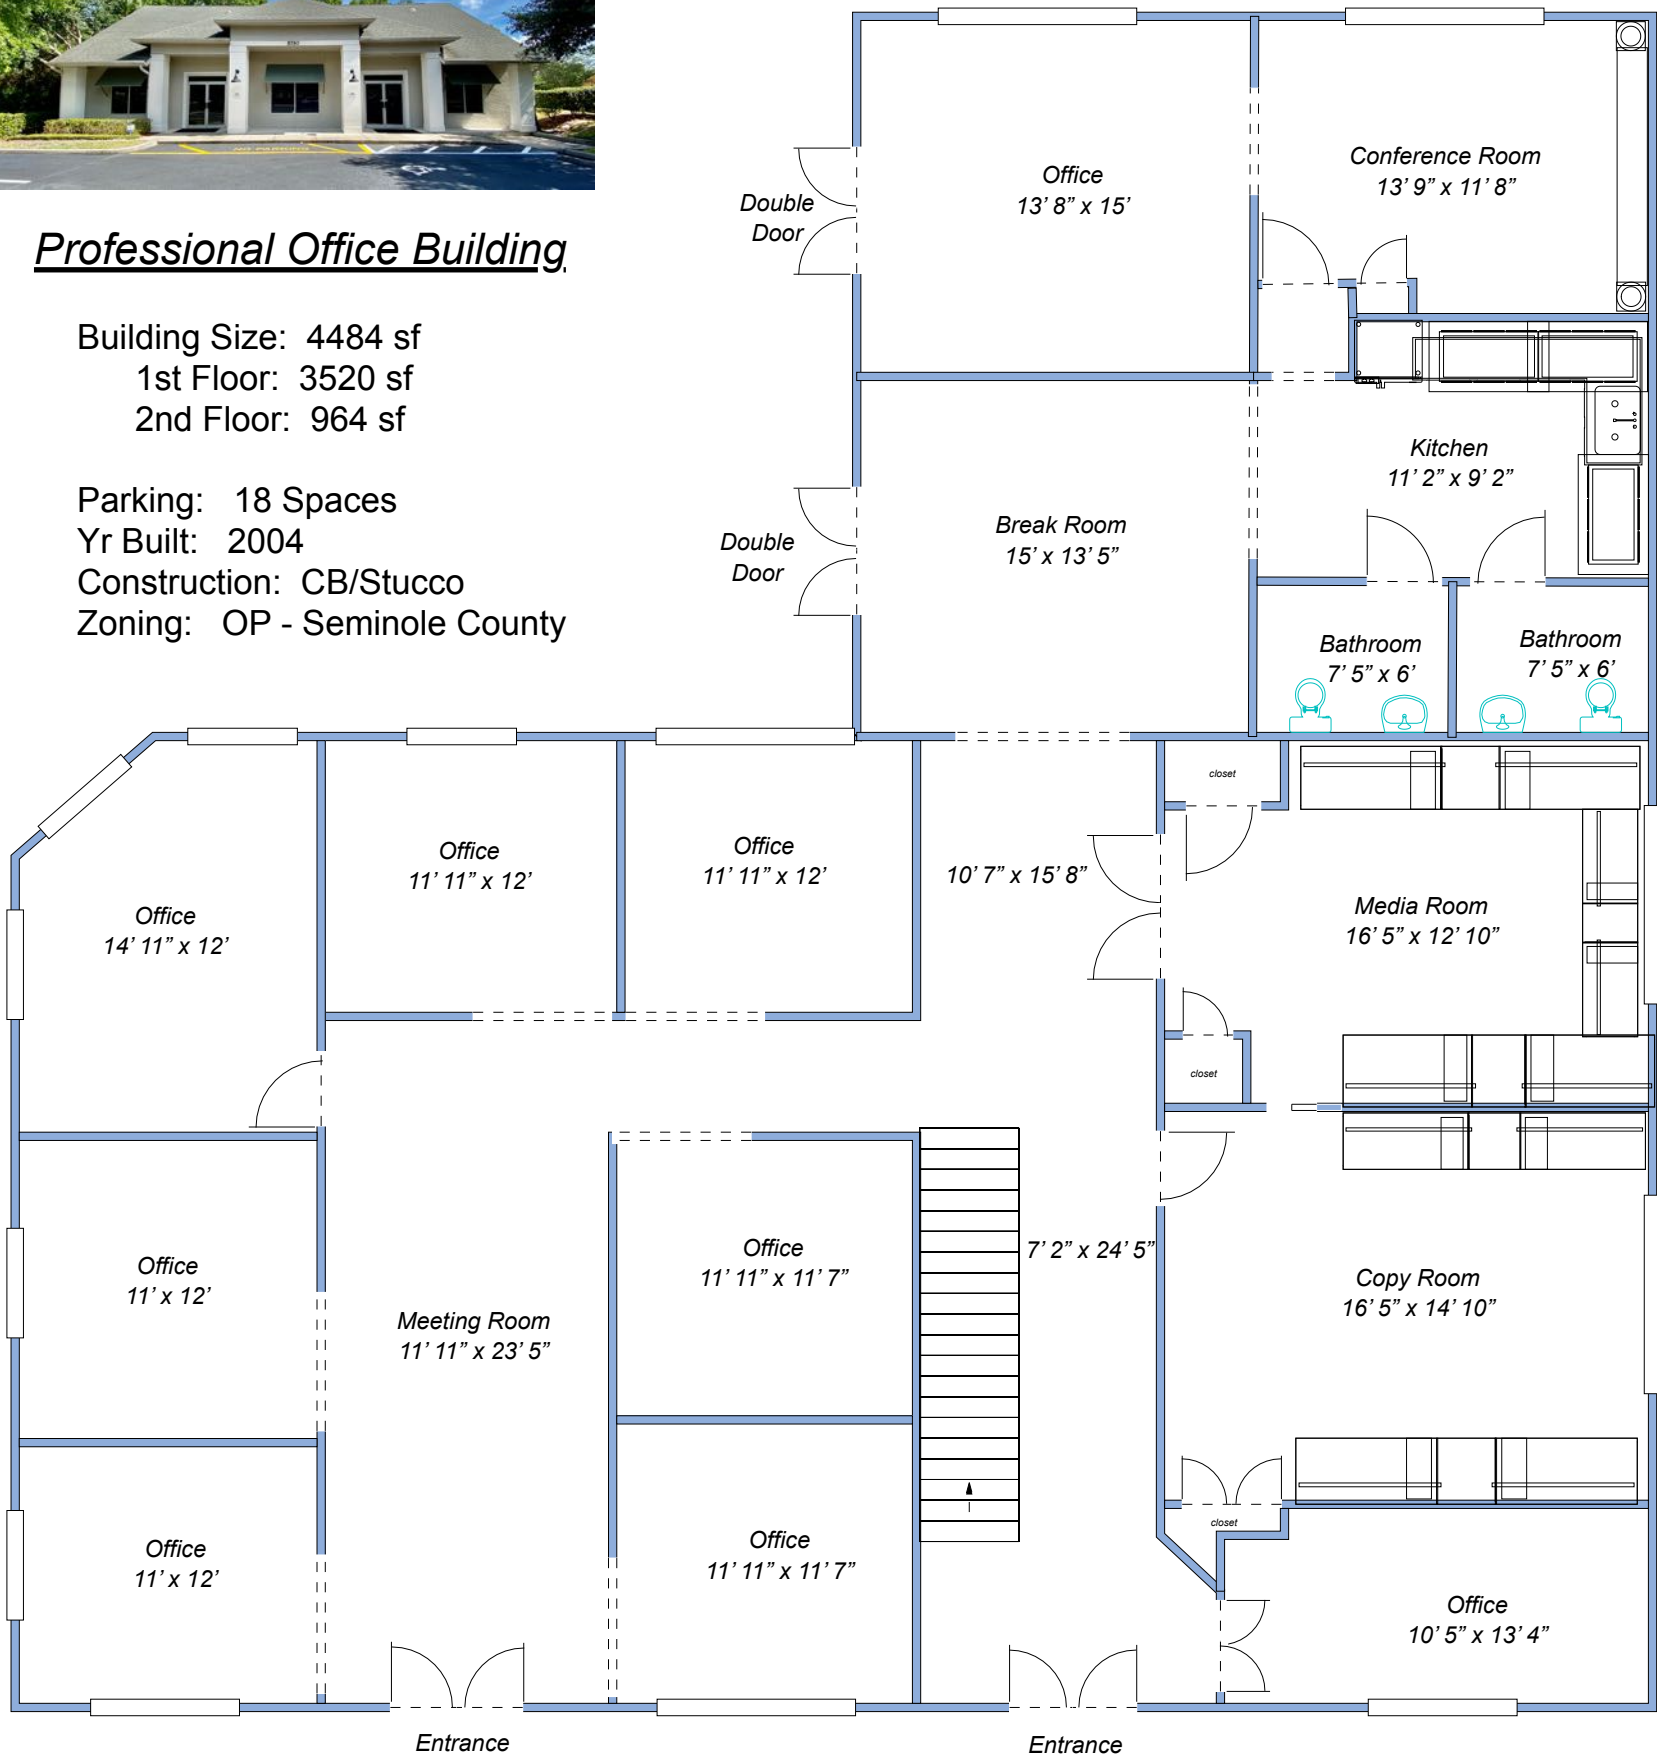 Professional Office Building
Building Size: 4484 sf
1st Floor: 3520 sf
2nd Floor: 964 sf
Parking: 18 Spaces
Yr Built: 2004
Construction: CB/Stucco
Zoning: OP - Seminole County
Office
13’ 8” x 15’
Conference Room
13’ 9” x 11’ 8”
Double
Door
Kitchen
11’ 2” x 9’ 2”
Break Room
15’ x 13’ 5”
Double
Door
Bathroom
7’ 5” x 6’
Bathroom
7’ 5” x 6’
closet
Office
11’ 11” x 12’
Office
11’ 11” x 12’
10’ 7” x 15’ 8”
Office
14’ 11” x 12’
Media Room
16’ 5” x 12’ 10”
closet
Office
11’ x 12’
Office
11’ 11” x 11’ 7”
7’ 2” x 24’ 5”
Copy Room
16’ 5” x 14’ 10”
Meeting Room
11’ 11” x 23’ 5”
closet
Office
11’ x 12’
Office
11’ 11” x 11’ 7”
Office
10’ 5” x 13’ 4”
Entrance
Entrance